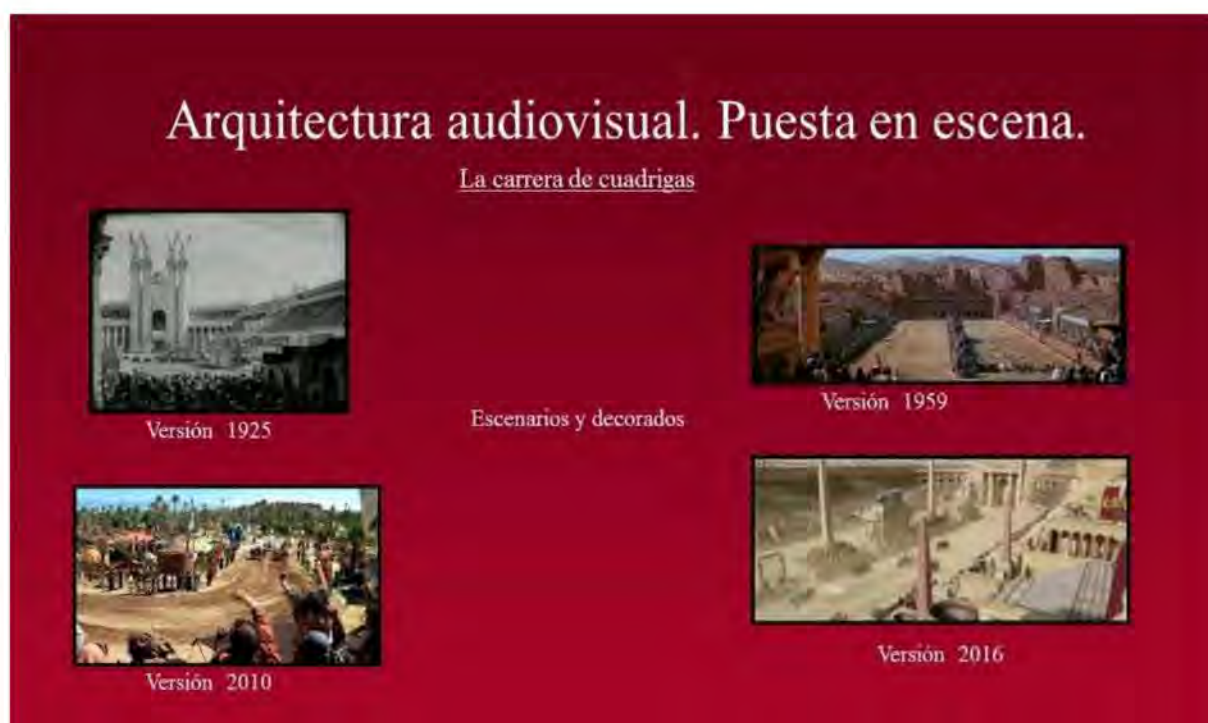 Arquitectura audiovisual. Puesta en escena.
La carrera de cuadrigas
Versión 1925
Versión 1959
Escenarios y decorados
Versión 2010
Versión 2016